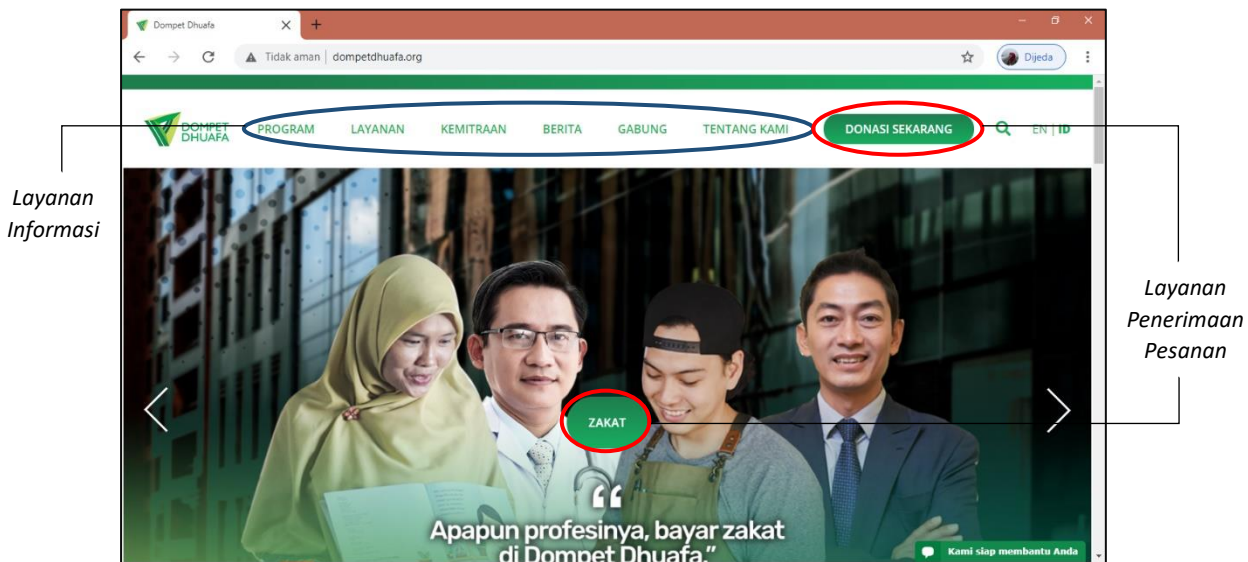 Dompet Dhuafa
Tidak aman | dompetdhuafa.org
Dijeda
DOMPET
DHUAFA
PROGRAM LAYANAN KEMITRAAN BERITA GABUNG TENTANG KAMI DONASI SEKARANG EN | ID
Layanan
Informasi
Layanan
Penerimaan
Pesanan
ZAKAT
“
Apapun profesinya, bayar zakat
di Dompet Dhuafa.”
Kami siap membantu Anda